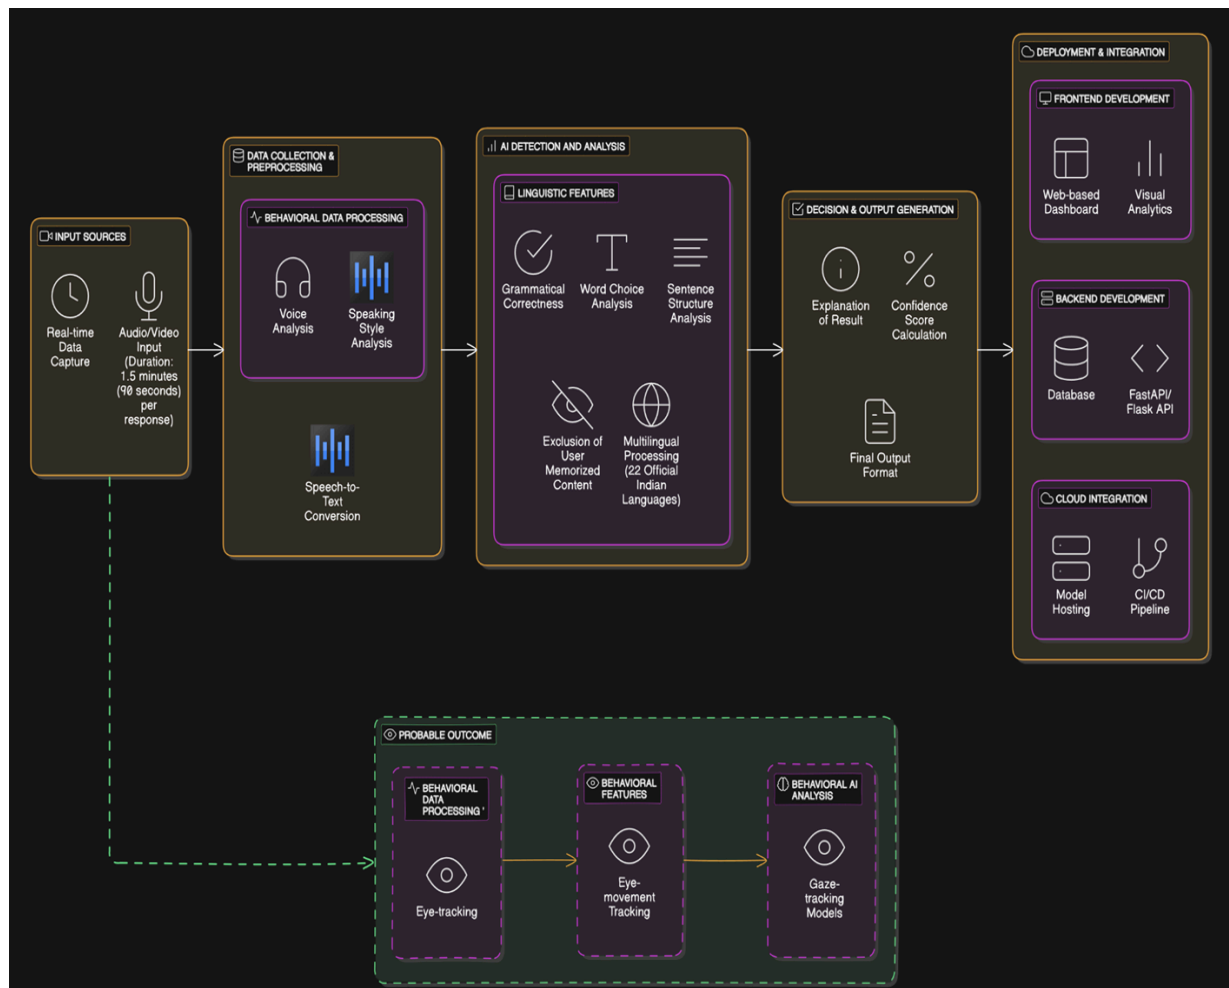 INPUT SOURCES
Real-time
Data
Capture
Audio/Video
Input
(Duration:
1.5 minutes
(90 seconds)
per
response)
DATA COLLECTION &
PREPROCESSING
BEHAVIORAL DATA PROCESSING
Voice
Analysis
Speaking
Style
Analysis
Speech-to-
Text
Conversion
AI DETECTION AND ANALYSIS
LINGUISTIC FEATURES
Grammatical
Correctness
Word Choice
Analysis
Sentence
Structure
Analysis
Exclusion of
User
Memorized
Content
Multilingual
Processing
(22 Official
Indian
Languages)
DECISION & OUTPUT GENERATION
Explanation
of Result
Confidence
Score
Calculation
Final Output
Format
DEPLOYMENT & INTEGRATION
FRONTEND DEVELOPMENT
Web-based
Dashboard
Visual
Analytics
BACKEND DEVELOPMENT
Database
FastAPI/
Flask API
CLOUD INTEGRATION
Model
Hosting
CI/CD
Pipeline
PROBABLE OUTCOME
BEHAVIORAL
DATA
PROCESSING '
Eye-tracking
BEHAVIORAL
FEATURES
Eye-
movement
Tracking
BEHAVIORAL AI
ANALYSIS
Gaze-
tracking
Models